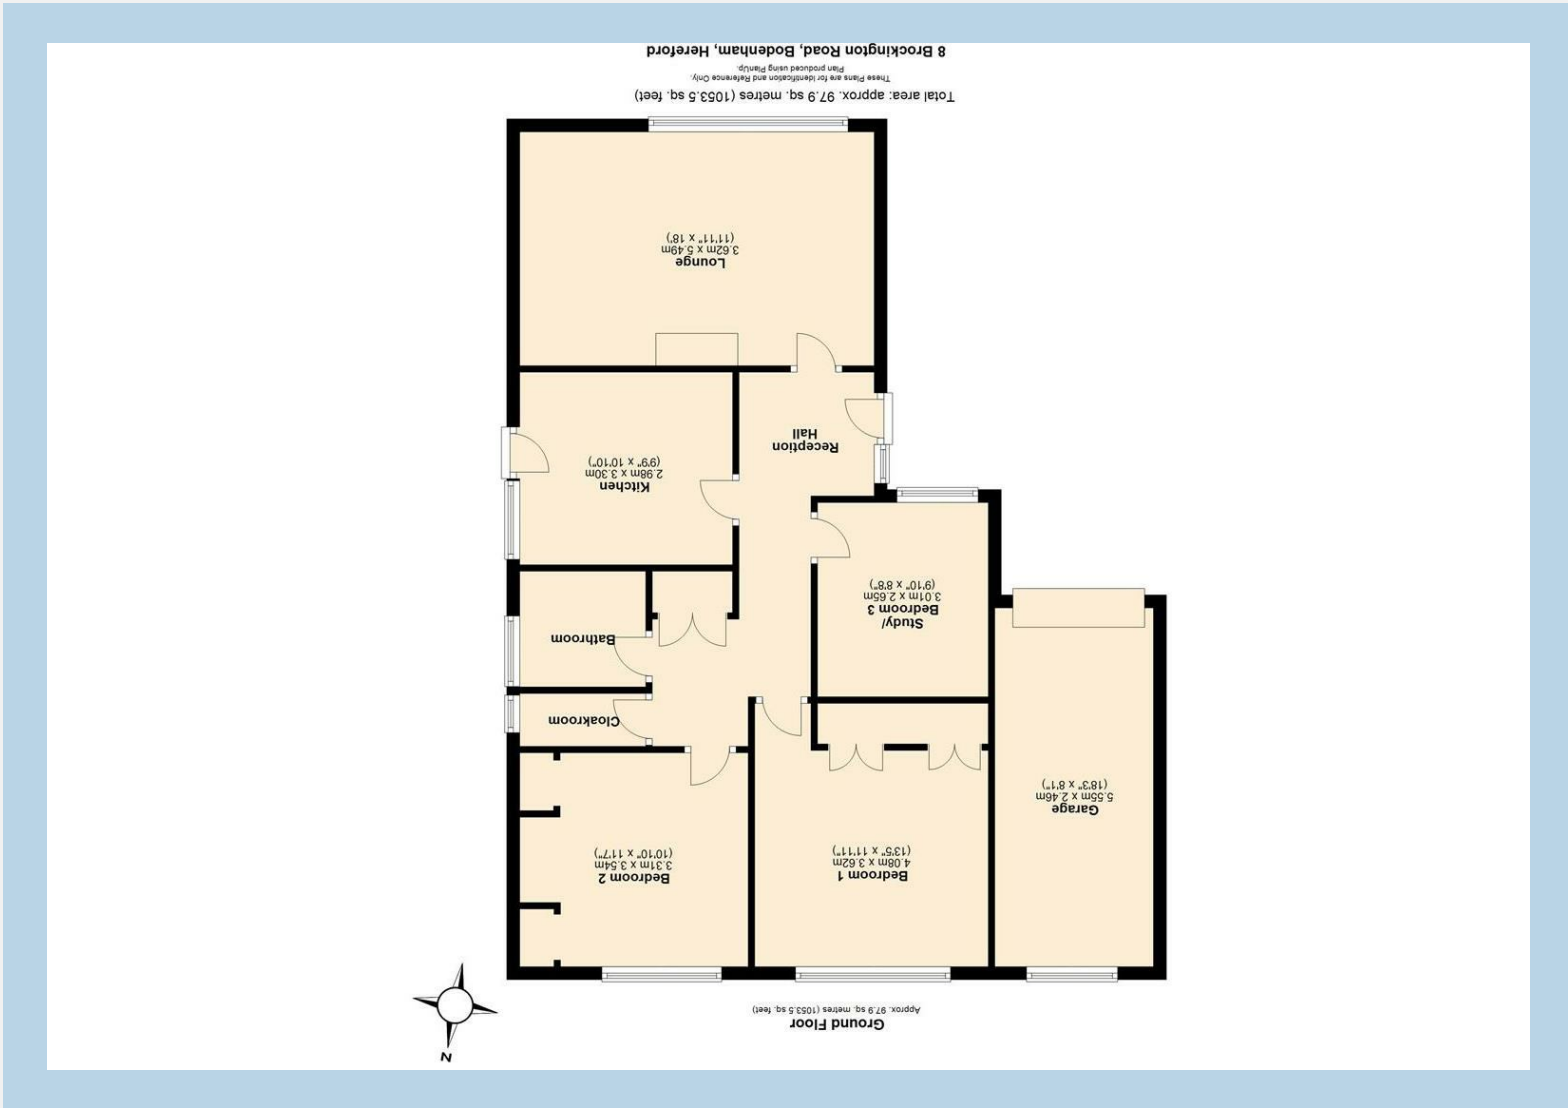 Ground Floor
Approx. 97.9 sq. metres (1053.5 sq. feet)
N
Bedroom 2
3.31m x 3.54m
(10'10" x 11'7")
Bedroom 1
4.08m x 3.62m
(13'5" x 11'11")
Garage
5.55m x 2.46m
(18'3" x 8'1")
Cloakroom
Bathroom
Study/
Bedroom 3
3.01m x 2.65m
(9'10" x 8'8")
Kitchen
2.98m x 3.30m
(9'9" x 10'10")
Reception
Hall
Lounge
3.62m x 5.49m
(11'11" x 18')
Total area: approx. 97.9 sq. metres (1053.5 sq. feet)
These Plans are for Identification and Reference Only.
Plan produced using PlanUp.
8 Brockington Road, Bodenham, Hereford